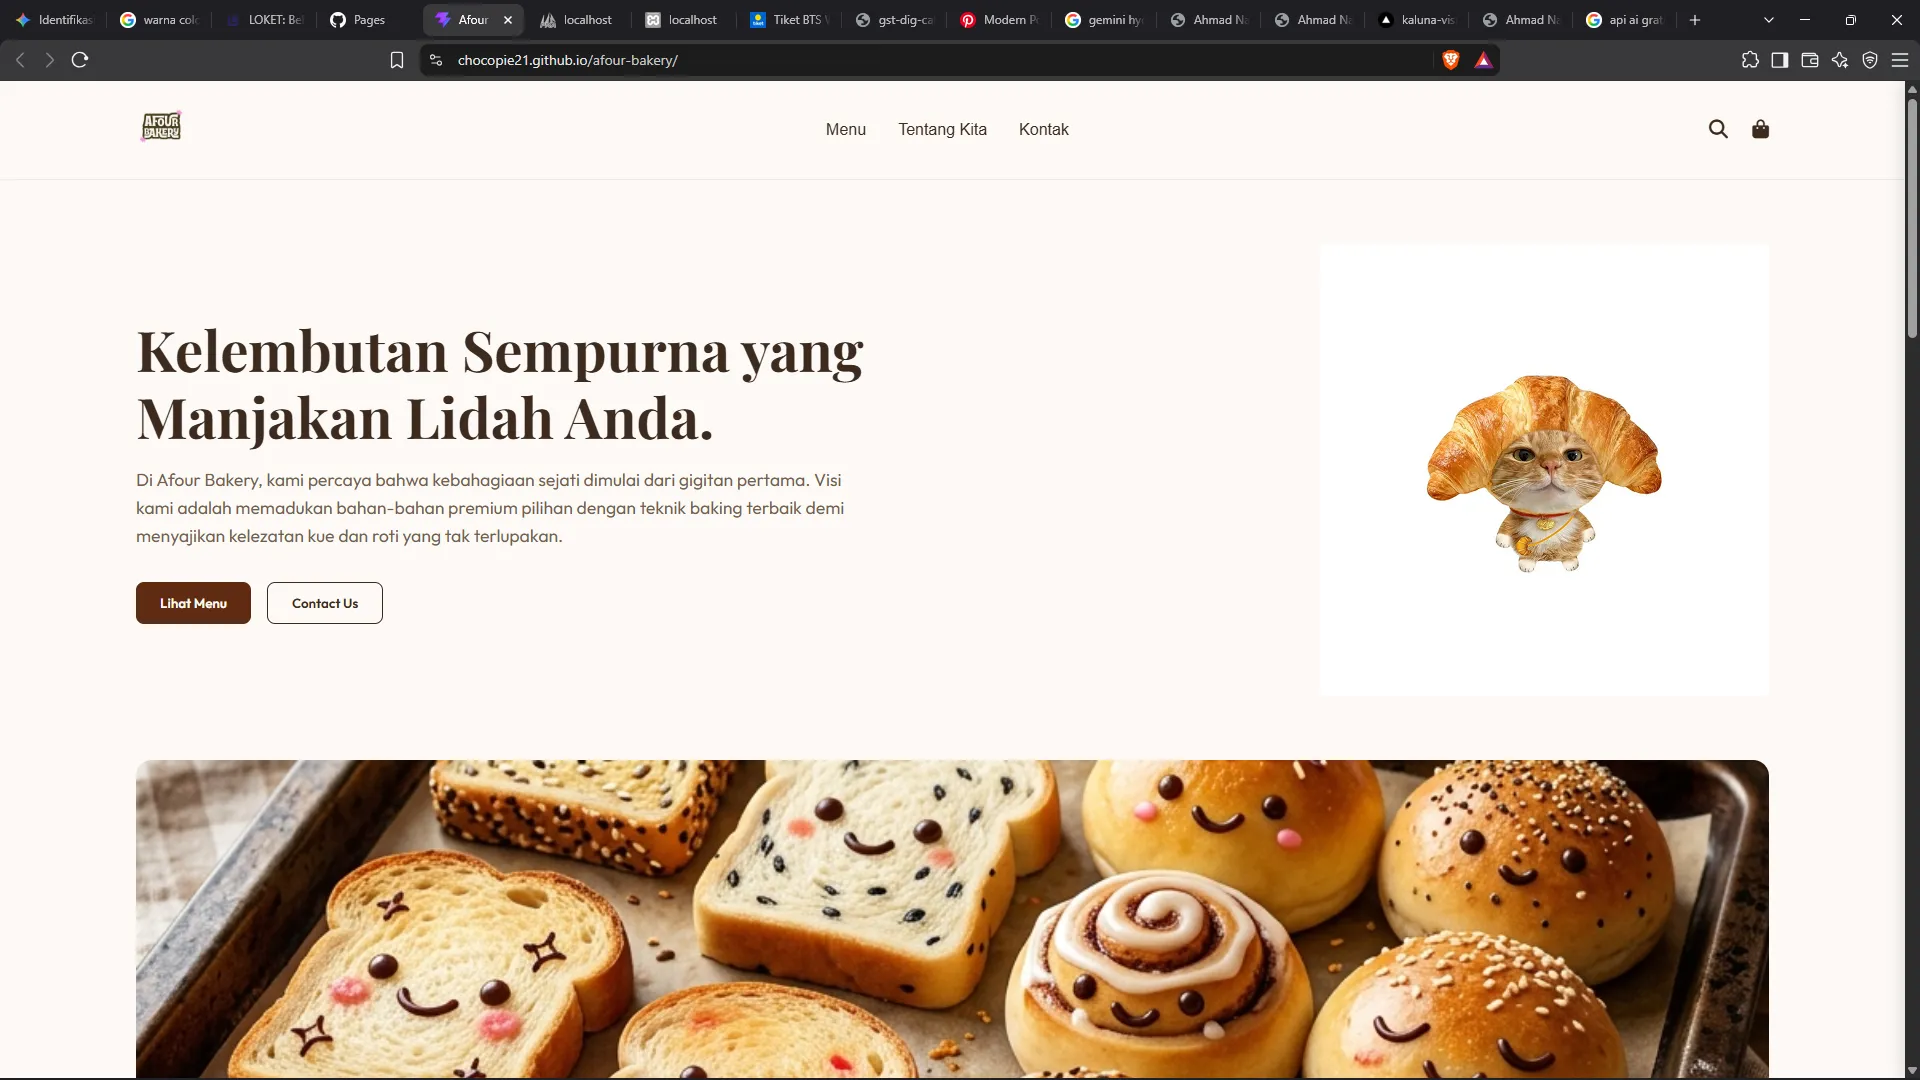 Identifikas
warna colo
LOKET: Bel
Pages
Afour
localhost
localhost
Tiket BTS
gst-dig-ca
Modern P
gemini hy
Ahmad Na
Ahmad Na
kaluna-vis
Ahmad Na
api ai grat
chocopie21.github.io/afour-bakery/
AFOUR
BAKERY
Menu
Tentang Kita
Kontak
Kelembutan Sempurna yang
Manjakan Lidah Anda.
Di Afour Bakery, kami percaya bahwa kebahagiaan sejati dimulai dari gigitan pertama. Visi
kami adalah memadukan bahan-bahan premium pilihan dengan teknik baking terbaik demi
menyajikan kelezatan kue dan roti yang tak terlupakan.
Lihat Menu
Contact Us